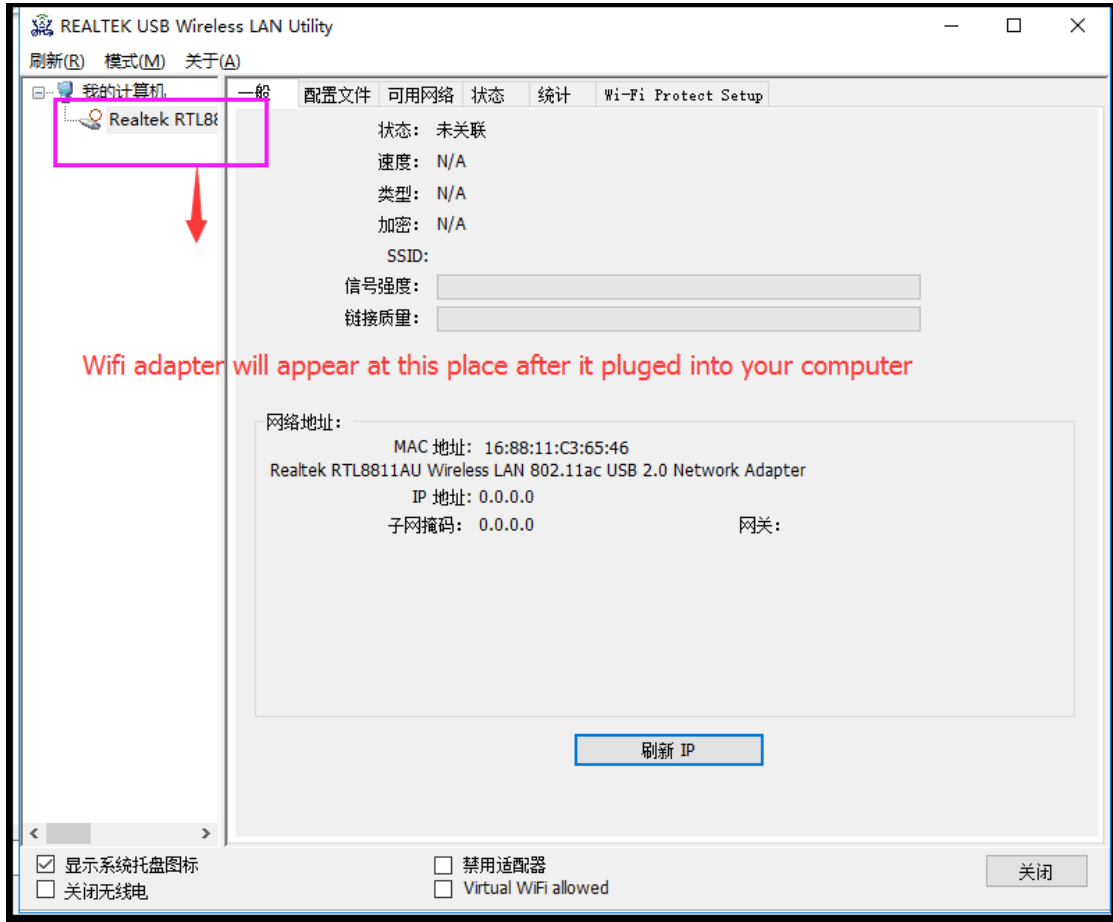 REALTEK USB Wireless LAN Utility
刷新(R) 模式(M) 关于(A)
我的计算机
Realtek RTL88
一般 配置文件 可用网络 状态 统计 Wi-Fi Protect Setup
状态: 未关联
速度: N/A
类型: N/A
加密: N/A
SSID:
信号强度:
链接质量:
Wifi adapter will appear at this place after it pluged into your computer
网络地址:
MAC 地址: 16:88:11:C3:65:46
Realtek RTL8811AU Wireless LAN 802.11ac USB 2.0 Network Adapter
IP 地址: 0.0.0.0
子网掩码: 0.0.0.0 网关:
刷新 IP
显示系统托盘图标 禁用适配器 关闭
关闭无线电 Virtual WiFi allowed